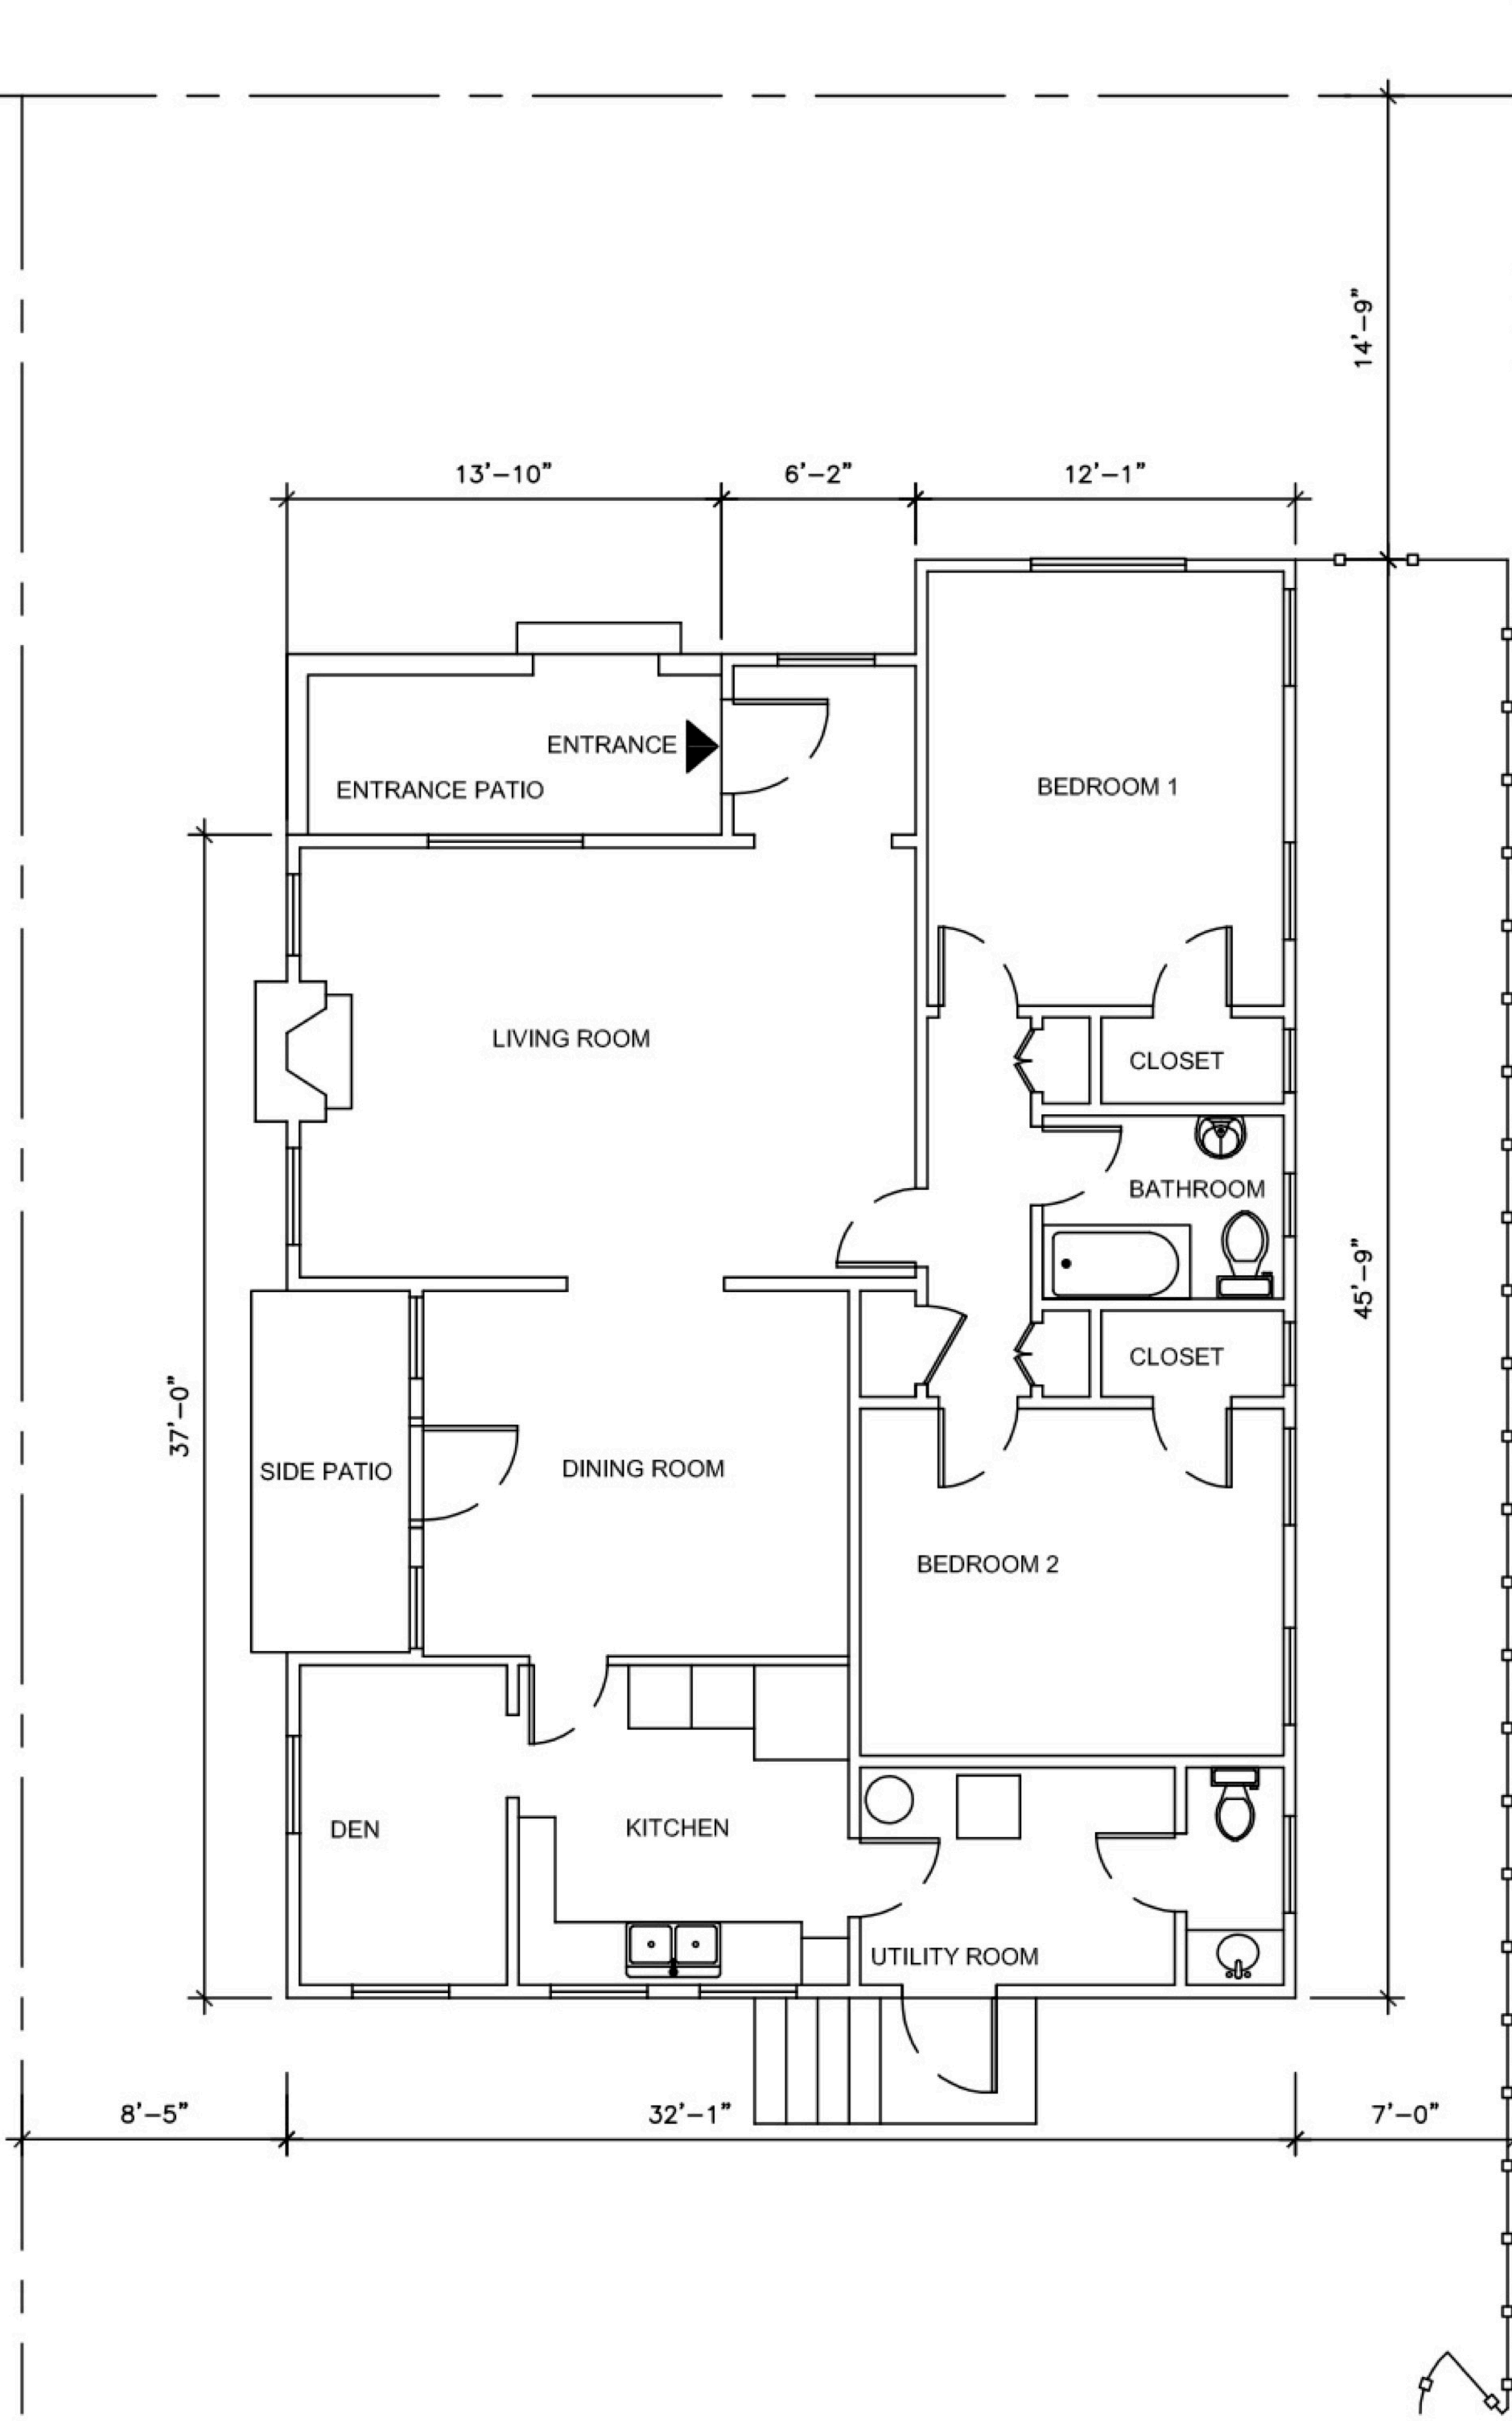 14'-9"
13'-10"
6'-2"
12'-1"
ENTRANCE
ENTRANCE PATIO
BEDROOM 1
LIVING ROOM
CLOSET
BATHROOM
45'-9"
CLOSET
37'-0"
SIDE PATIO
DINING ROOM
BEDROOM 2
DEN
KITCHEN
UTILITY ROOM
8'-5"
32'-1"
7'-0"